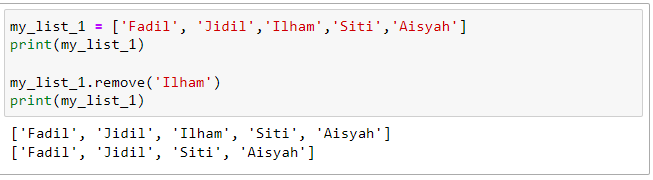 my_list_1 = ['Fadil', 'Jidil','Ilham','Siti','Aisyah']
print(my_list_1)
my_list_1.remove('Ilham')
print(my_list_1)
['Fadil', 'Jidil', 'Ilham', 'Siti', 'Aisyah']
['Fadil', 'Jidil', 'Siti', 'Aisyah']